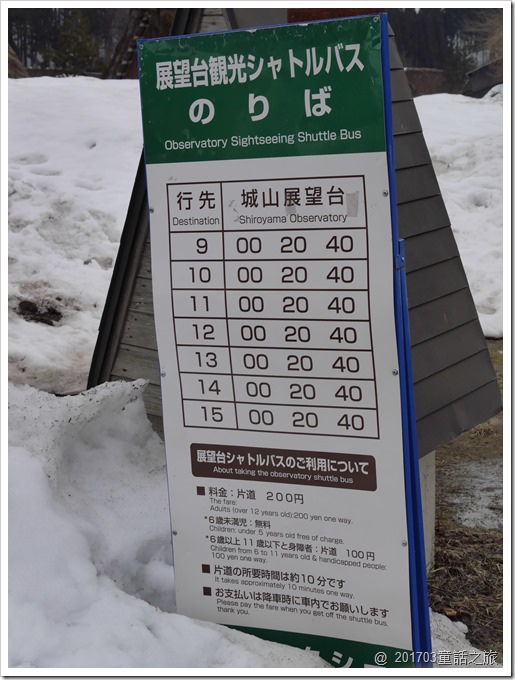 展望台観光シャトルバス
のりば
Observatory Sightseeing Shuttle Bus
行先 城山展望台
Destination Shiroyama Observatory
9 00 20 40
10 00 20 40
11 00 20 40
12 00 20 40
13 00 20 40
14 00 20 40
15 00 20 40
展望台シャトルバスのご利用について
About taking the observatory shuttle bus
■ 料金：片道 200円
The fare:
Adults (over 12 years old):200 yen one way.
*6歳未満児：無料
Children: under 5 years old free of charge.
*6歳以上11歳以下と身障者：片道 100円
Children from 6 to 11 years old & handicapped people:
100 yen one way.
■ 片道の所要時間は約10分です
It takes approximately 10 minutes one way.
■ お支払いは降車時に車内でお願いします
Please pay the fare when you get off the shuttle bus.
thank you.
@ 201703童話之旅